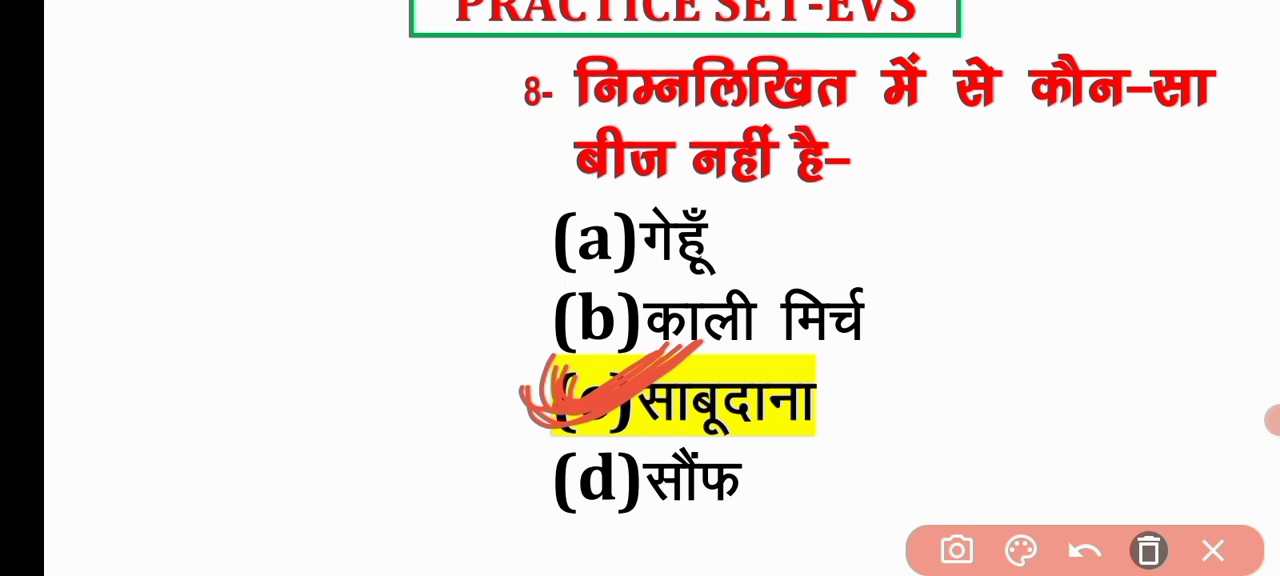 PRACTICE SET-EVS
8- निम्नलिखित में से कौन-सा
बीज नहीं है-
(a)गेहूँ
(b)काली मिर्च
(c)साबूदाना
(d)सौंफ